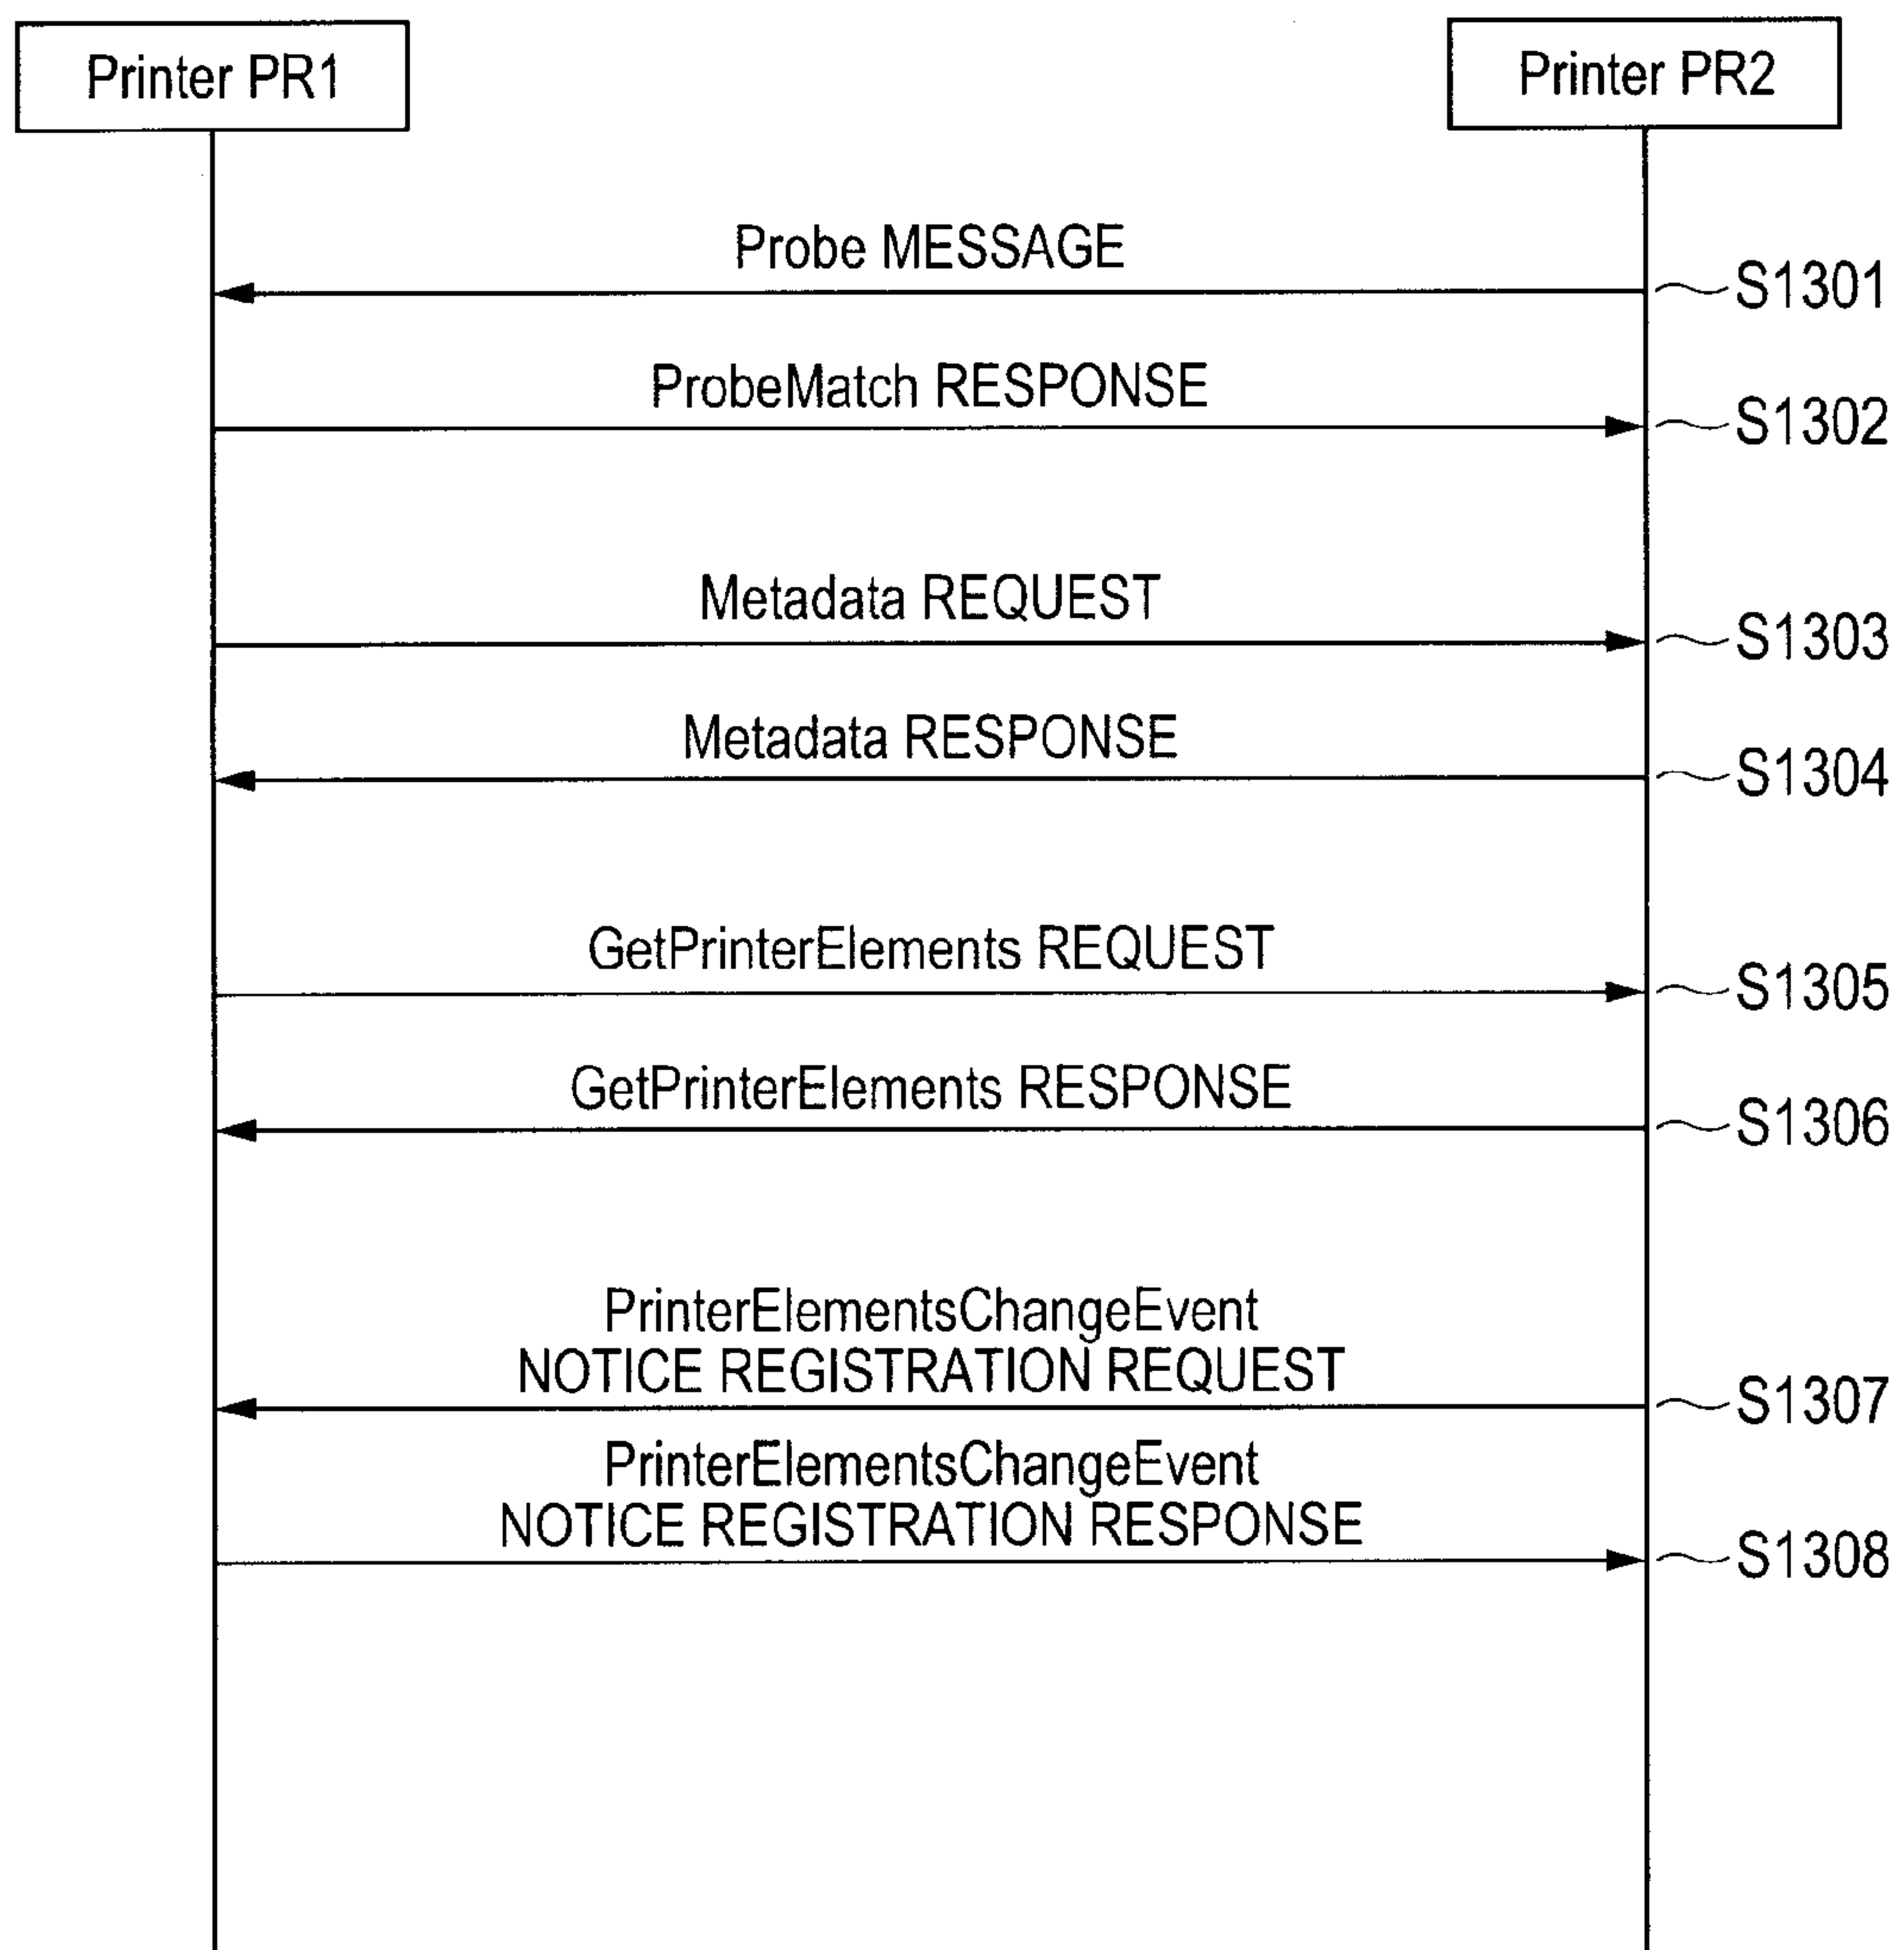 Printer PR1
Printer PR2
Probe MESSAGE
S1301
ProbeMatch RESPONSE
S1302
Metadata REQUEST
S1303
Metadata RESPONSE
S1304
GetPrinterElements REQUEST
S1305
GetPrinterElements RESPONSE
S1306
PrinterElementsChangeEvent
NOTICE REGISTRATION REQUEST
S1307
PrinterElementsChangeEvent
NOTICE REGISTRATION RESPONSE
S1308